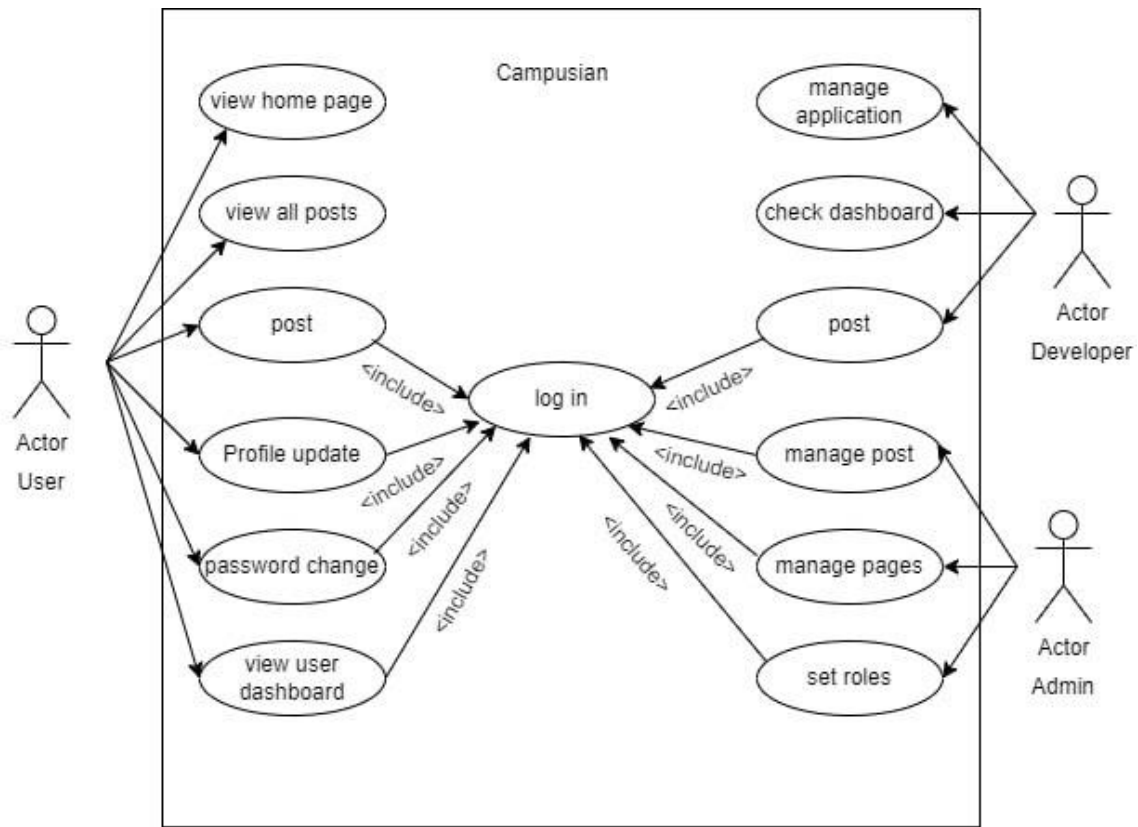 Campusian
view home page
view all posts
post
Profile update
password change
view user
dashboard
Actor
User
log in
<include>
<include>
<include>
<include>
<include>
<include>
<include>
<include>
manage
application
check dashboard
post
manage post
manage pages
set roles
Actor
Developer
Actor
Admin